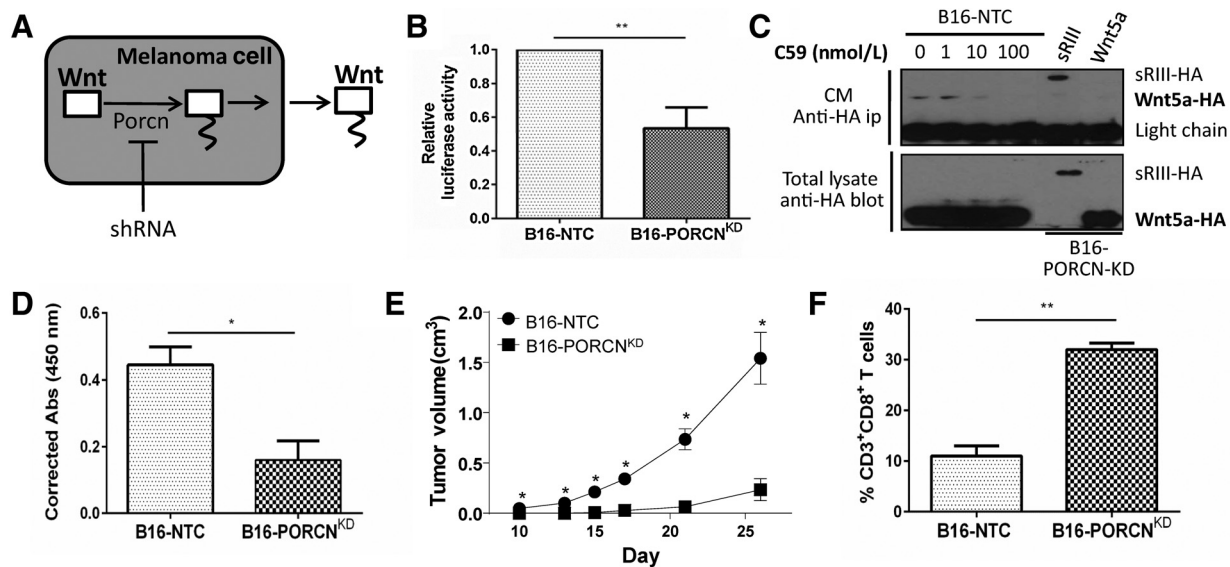 A
Melanoma cell
Wnt
Wnt
Porcn
shRNA
B
**
Relative
luciferase activity
1.0
0.8
0.6
0.4
0.2
0.0
B16-NTC
B16-PORCN^KD
C
B16-NTC
C59 (nmol/L) 0 1 10 100
sRIII
Wnt5a
CM
Anti-HA ip
sRIII-HA
Wnt5a-HA
Light chain
Total lysate
anti-HA blot
sRIII-HA
Wnt5a-HA
B16-
PORCN-KD
D
*
Corrected Abs (450 nm)
0.6
0.4
0.2
0.0
B16-NTC
B16-PORCN^KD
E
B16-NTC
B16-PORCN^KD
Tumor volume(cm³)
2.0
1.5
1.0
0.5
0.0
* * * * * *
10 15 20 25
Day
F
**
% CD3⁺CD8⁺ T cells
40
30
20
10
0
B16-NTC
B16-PORCN^KD